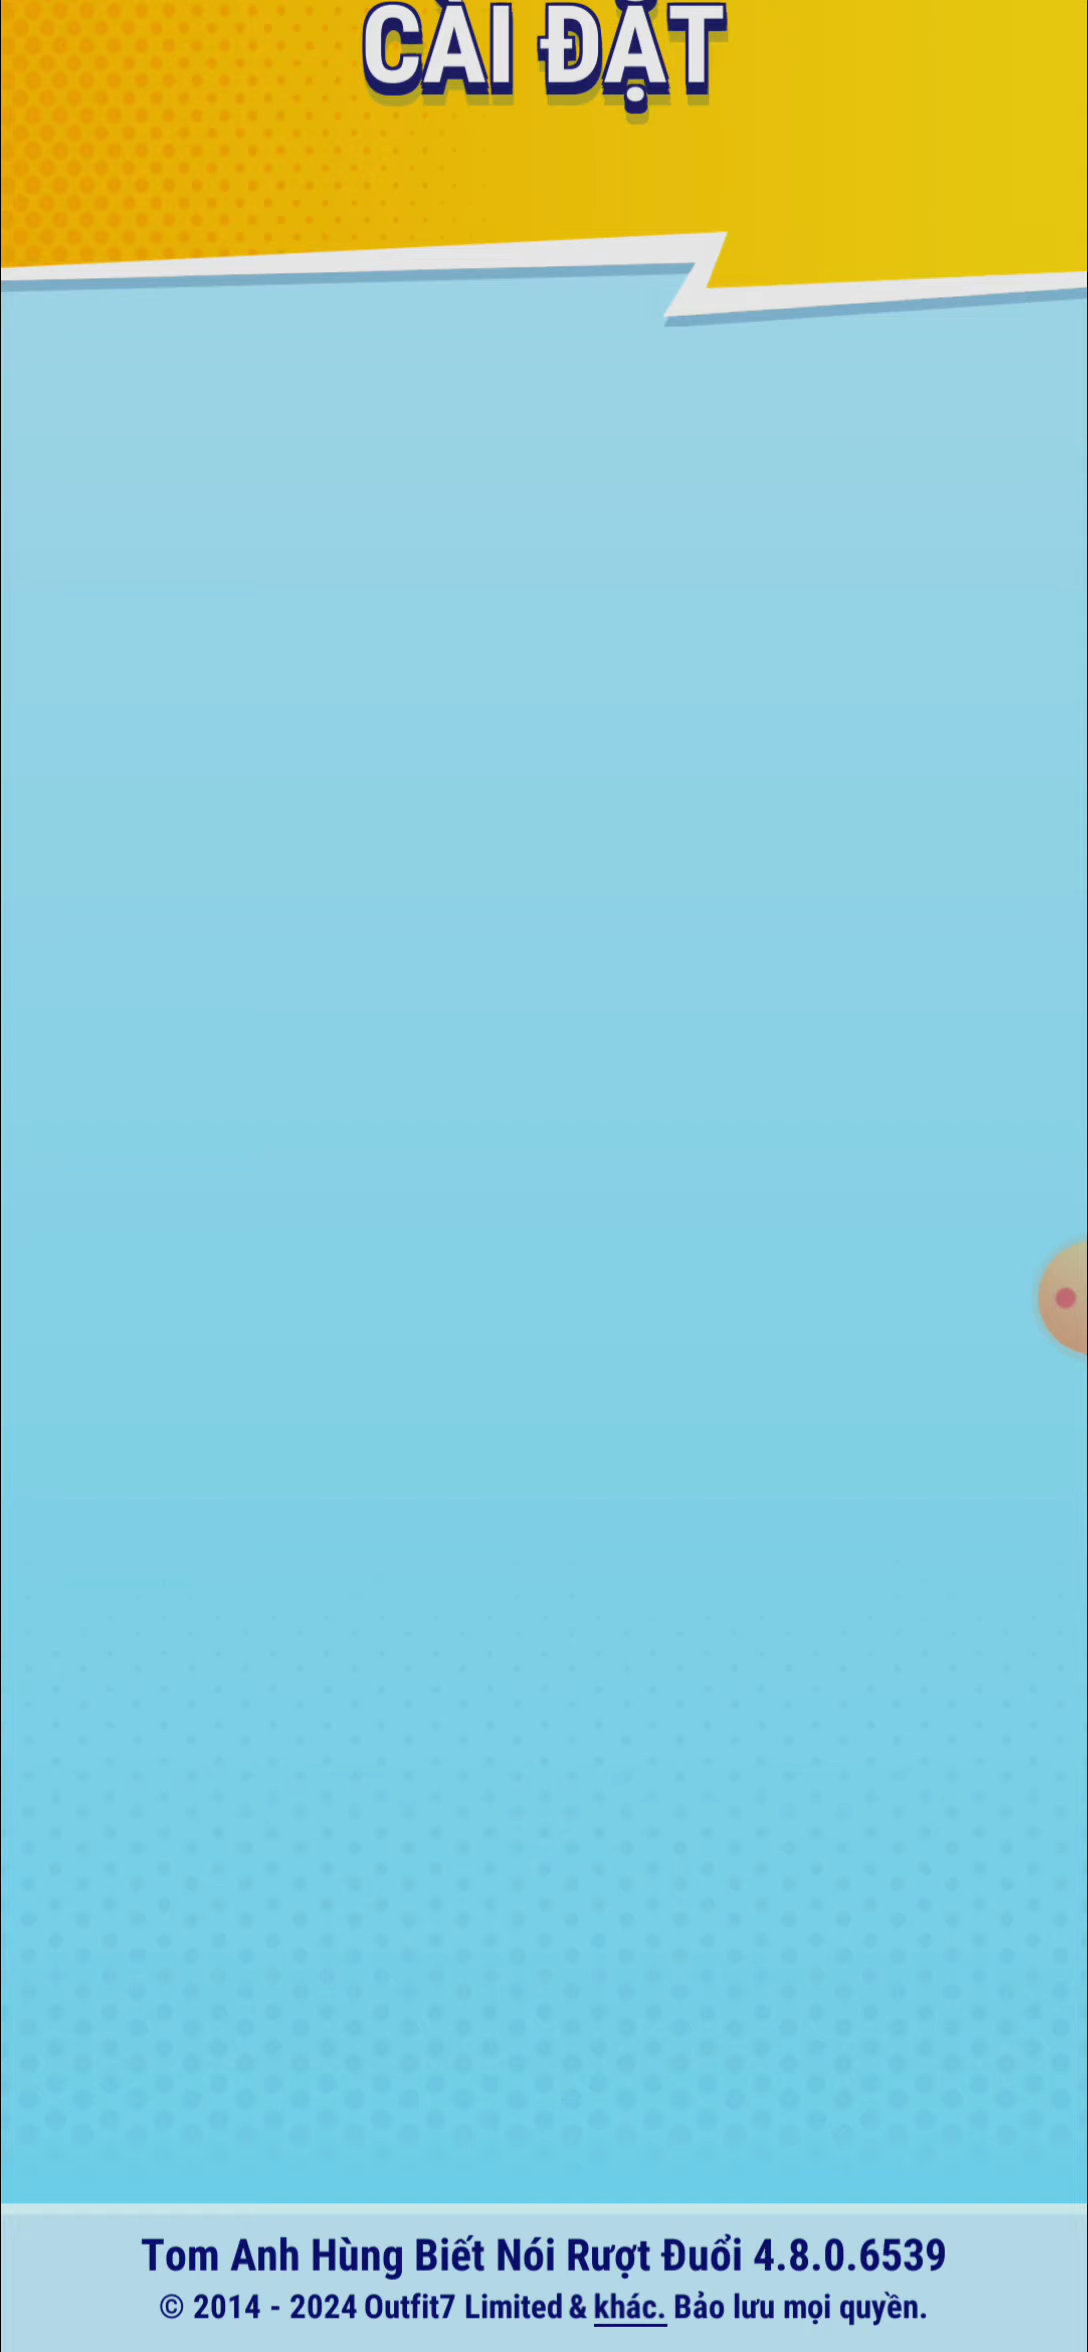 CÀI ĐẶT
Tom Anh Hùng Biết Nói Rượt Đuổi 4.8.0.6539
© 2014 - 2024 Outfit7 Limited & khác. Bảo lưu mọi quyền.